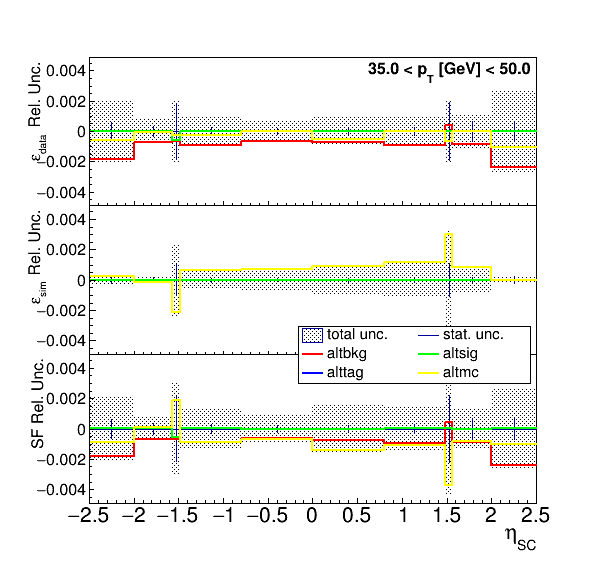 35.0 < p_T [GeV] < 50.0
ε_data Rel. Unc.
0.004
0.002
0
−0.002
−0.004
ε_sim Rel. Unc.
0.004
0.002
0
−0.002
−0.004
total unc. stat. unc.
altbkg altsig
alttag altmc
SF Rel. Unc.
0.004
0.002
0
−0.002
−0.004
−2.5 −2 −1.5 −1 −0.5 0 0.5 1 1.5 2 2.5
η_SC